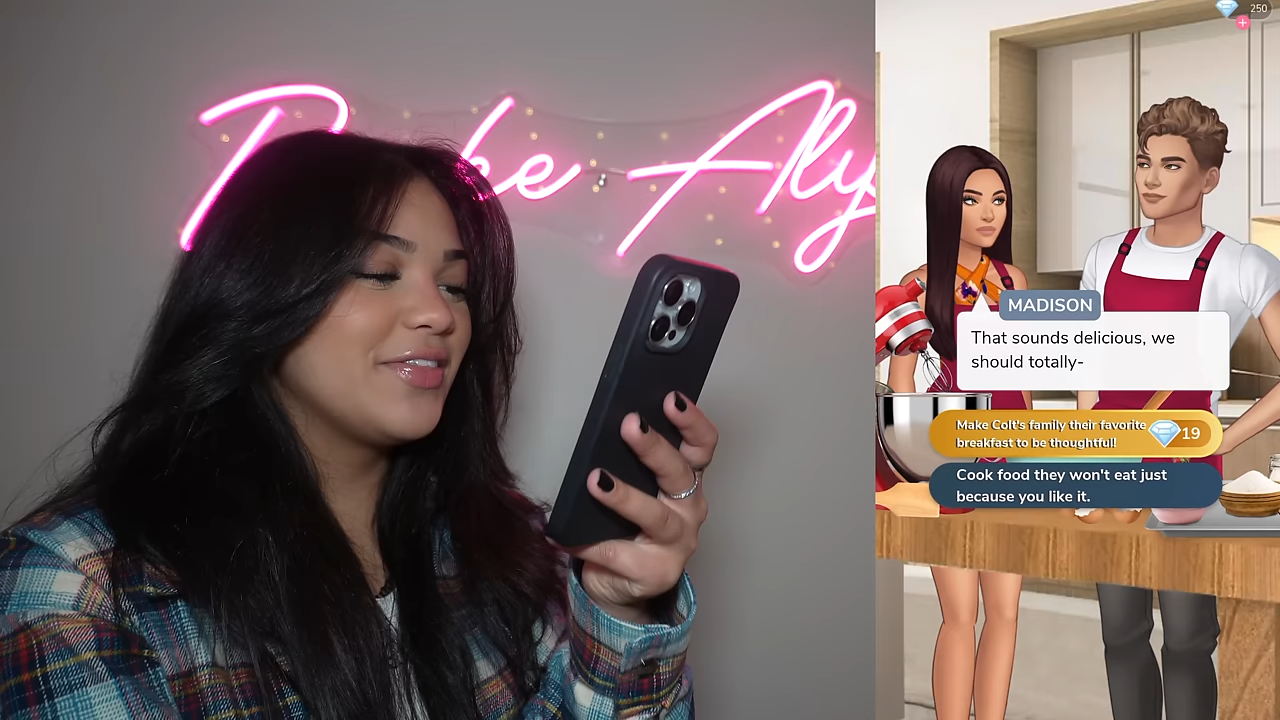 Aly
250
MADISON
That sounds delicious, we
should totally-
Make Colt's family their favorite
breakfast to be thoughtful!
19
Cook food they won't eat just
because you like it.